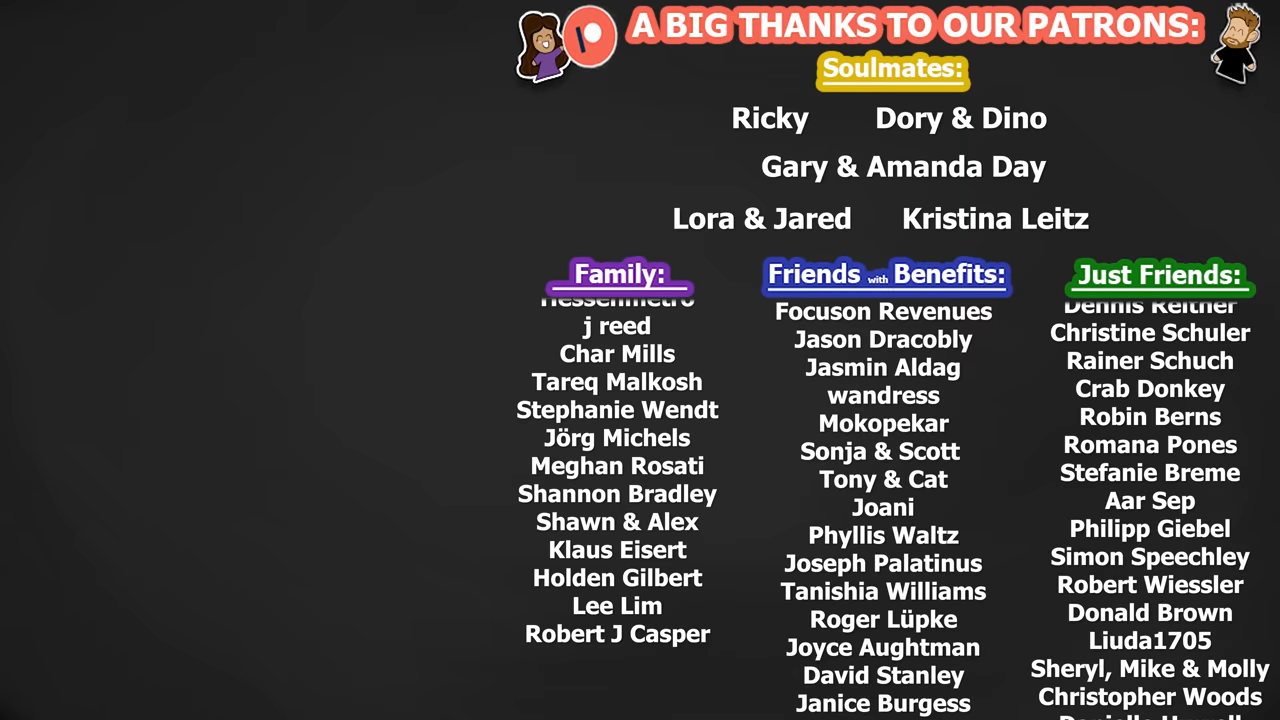 A BIG THANKS TO OUR PATRONS:
Soulmates:
Ricky Dory & Dino
Gary & Amanda Day
Lora & Jared Kristina Leitz
Family:
j reed
Char Mills
Tareq Malkosh
Stephanie Wendt
Jörg Michels
Meghan Rosati
Shannon Bradley
Shawn & Alex
Klaus Eisert
Holden Gilbert
Lee Lim
Robert J Casper
Friends with Benefits:
Focuson Revenues
Jason Dracobly
Jasmin Aldag
wandress
Mokopekar
Sonja & Scott
Tony & Cat
Joani
Phyllis Waltz
Joseph Palatinus
Tanishia Williams
Roger Lüpke
Joyce Aughtman
David Stanley
Janice Burgess
Just Friends:
Dennis Reither
Christine Schuler
Rainer Schuch
Crab Donkey
Robin Berns
Romana Pones
Stefanie Breme
Aar Sep
Philipp Giebel
Simon Speechley
Robert Wiessler
Donald Brown
Liuda1705
Sheryl, Mike & Molly
Christopher Woods